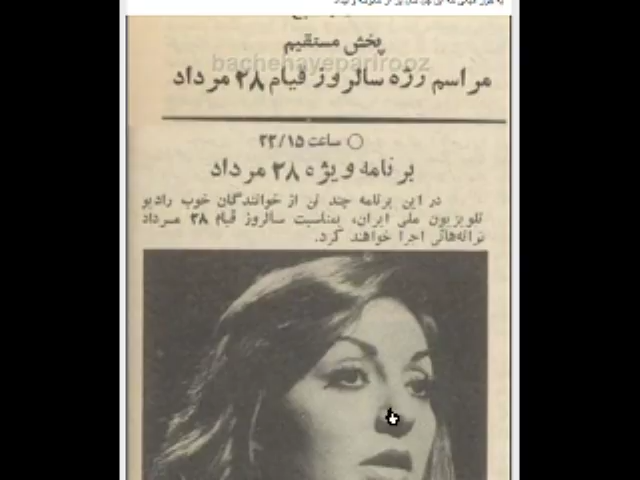 پخش مستقیم
bachehayeparirooz
مراسم رژه سالروز قیام ۲۸ مرداد
○ ساعت ۲۲/۱۵
برنامه ویژه ۲۸ مرداد
در این برنامه چند تن از خوانندگان خوب رادیو
تلویزیون ملی ایران، بمناسبت سالروز قیام ۲۸ مرداد
ترانه‌هائی اجرا خواهند کرد.